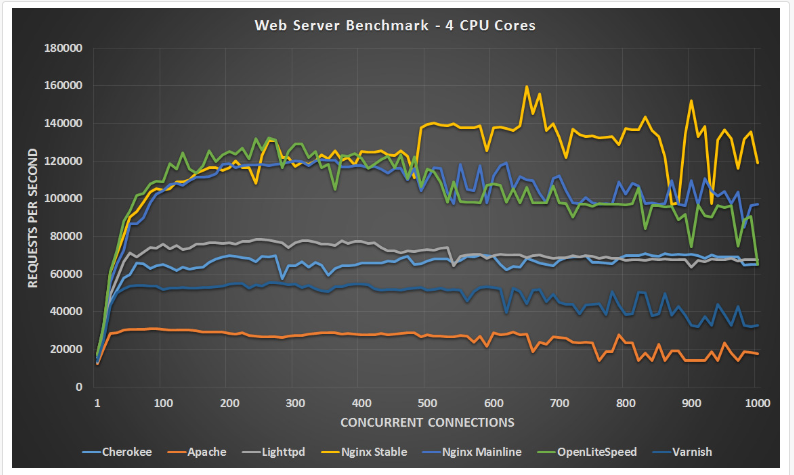 Web Server Benchmark - 4 CPU Cores
REQUESTS PER SECOND
180000
160000
140000
120000
100000
80000
60000
40000
20000
0
1 100 200 300 400 500 600 700 800 900 1000
CONCURRENT CONNECTIONS
Cherokee Apache Lighttpd Nginx Stable Nginx Mainline OpenLiteSpeed Varnish